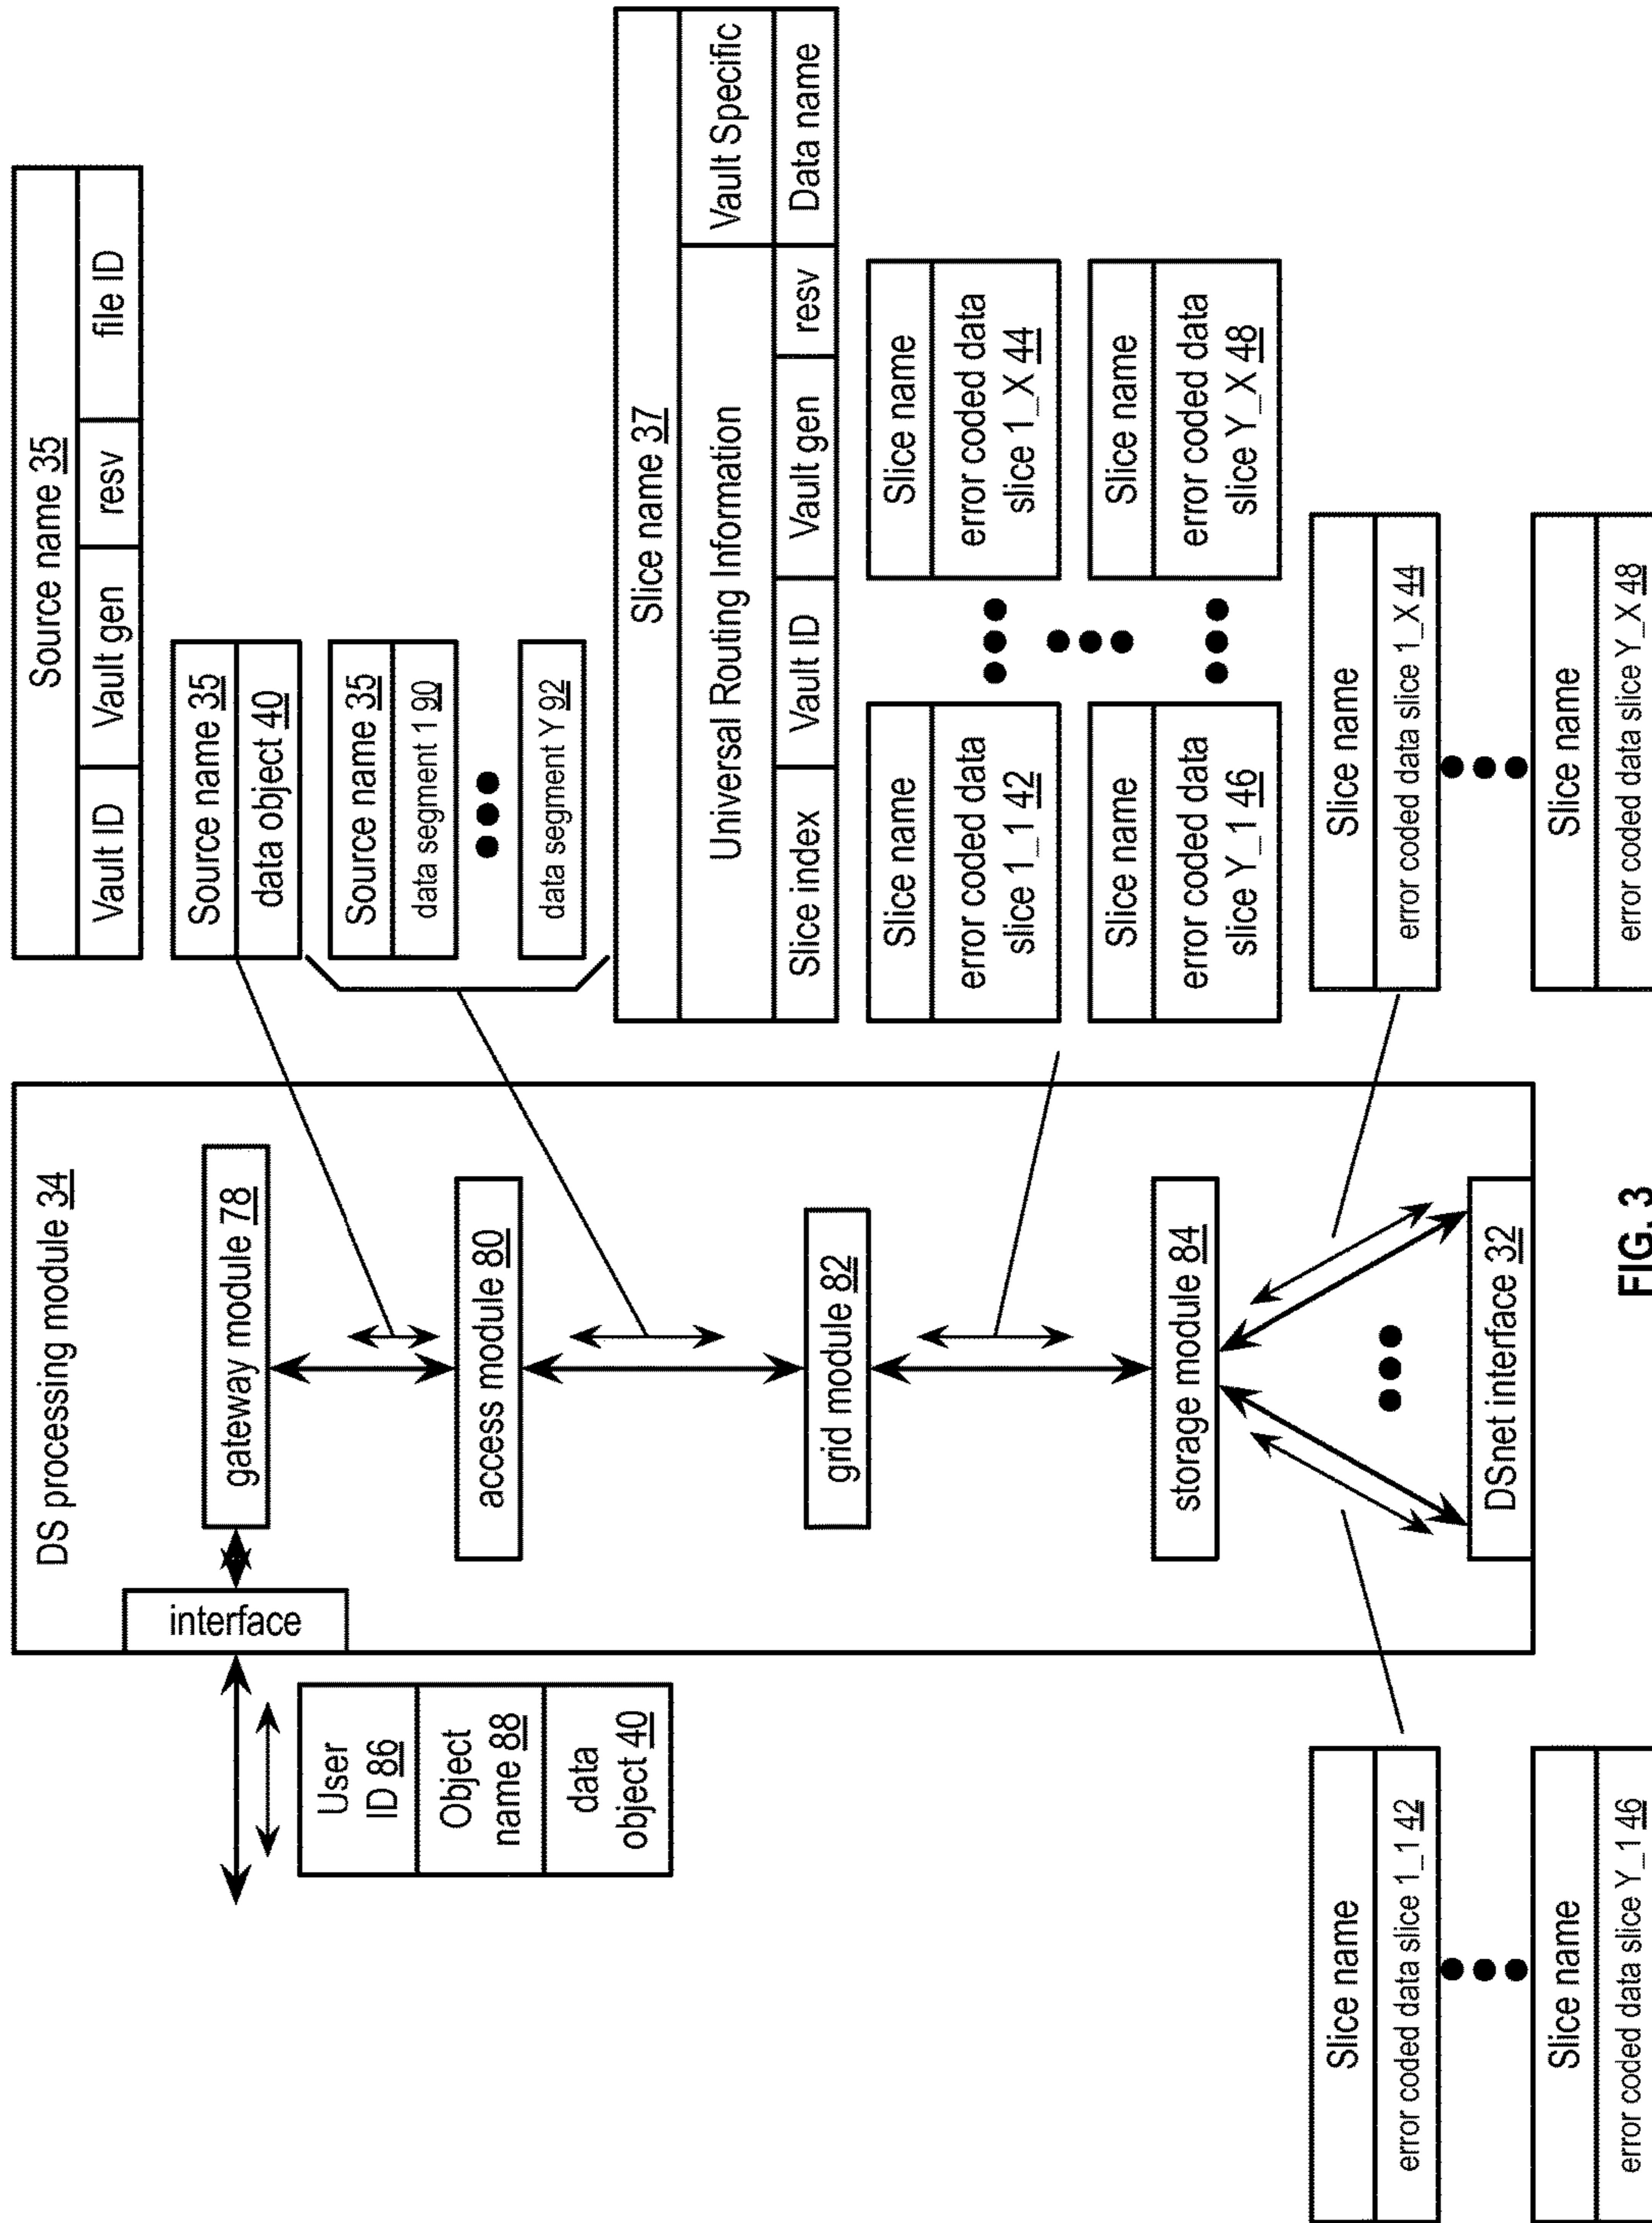 DS processing module 34
interface
gateway module 78
access module 80
grid module 82
storage module 84
DSnet interface 32
User
ID 86
Object
name 88
data
object 40
Source name 35
Vault ID
Vault gen
resv
file ID
Source name 35
data object 40
Source name 35
data segment 1 90
data segment Y 92
Slice name 37
Universal Routing Information
Vault Specific
Slice index
Vault ID
Vault gen
resv
Data name
Slice name
error coded data
slice 1_1 42
Slice name
error coded data
slice 1_X 44
Slice name
error coded data
slice Y_1 46
Slice name
error coded data
slice Y_X 48
Slice name
error coded data slice 1_1 42
Slice name
error coded data slice Y_1 46
Slice name
error coded data slice 1_X 44
Slice name
error coded data slice Y_X 48
FIG. 3